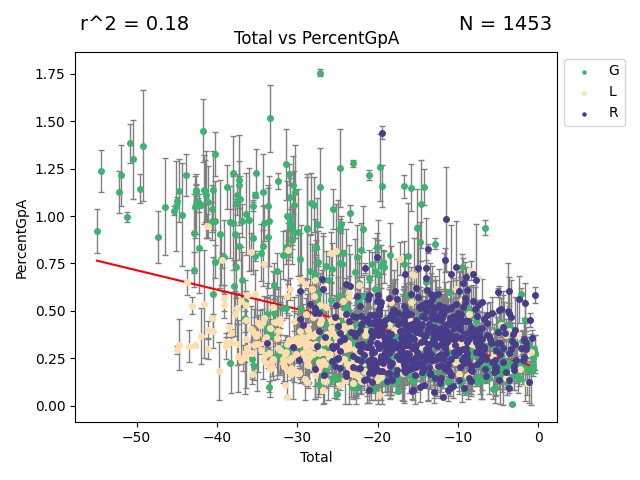 r^2 = 0.18 N = 1453
Total vs PercentGpA
1.75
1.50
1.25
1.00
0.75
0.50
0.25
0.00
PercentGpA
−50 −40 −30 −20 −10 0
Total
G
L
R